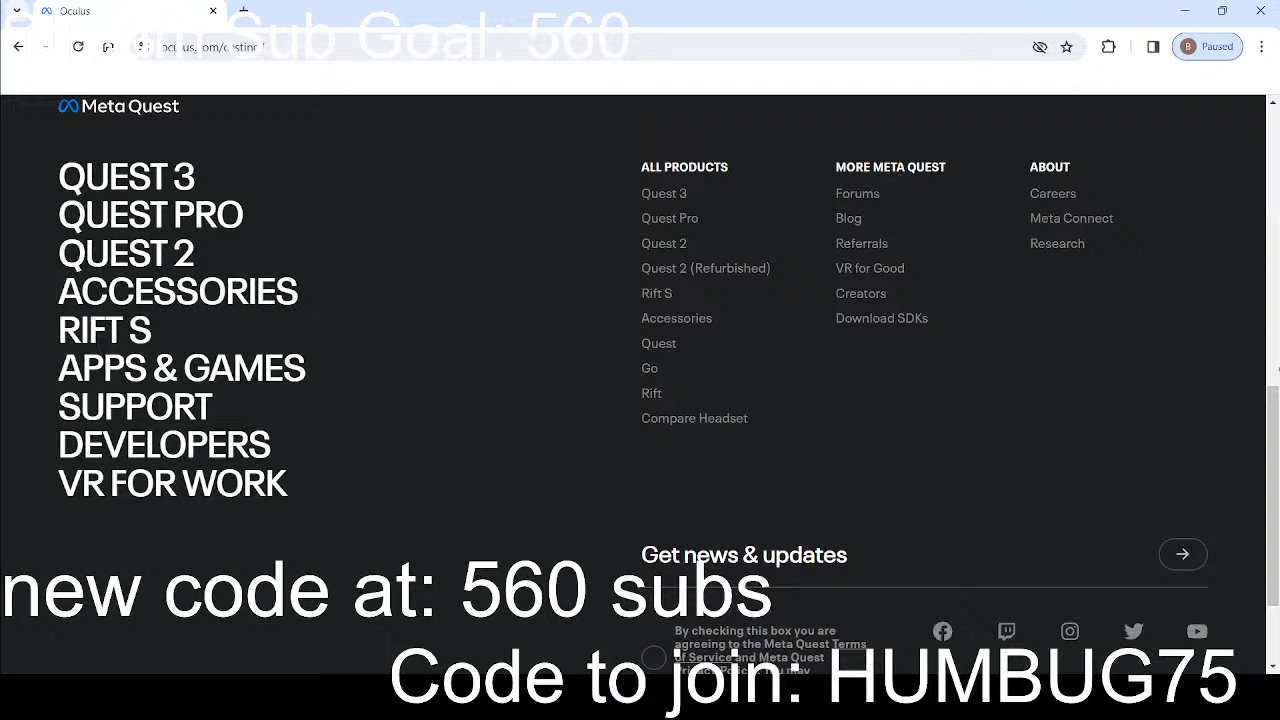 Oculus
Sub Goal: 560
oculus.com/casting/
B Paused
Meta Quest
QUEST 3
QUEST PRO
QUEST 2
ACCESSORIES
RIFT S
APPS & GAMES
SUPPORT
DEVELOPERS
VR FOR WORK
ALL PRODUCTS
Quest 3
Quest Pro
Quest 2
Quest 2 (Refurbished)
Rift S
Accessories
Quest
Go
Rift
Compare Headset
MORE META QUEST
Forums
Blog
Referrals
VR for Good
Creators
Download SDKs
ABOUT
Careers
Meta Connect
Research
Get news & updates
new code at: 560 subs
By checking this box you are
agreeing to the Meta Quest Terms
of Service and Meta Quest
Code to join: HUMBUG75